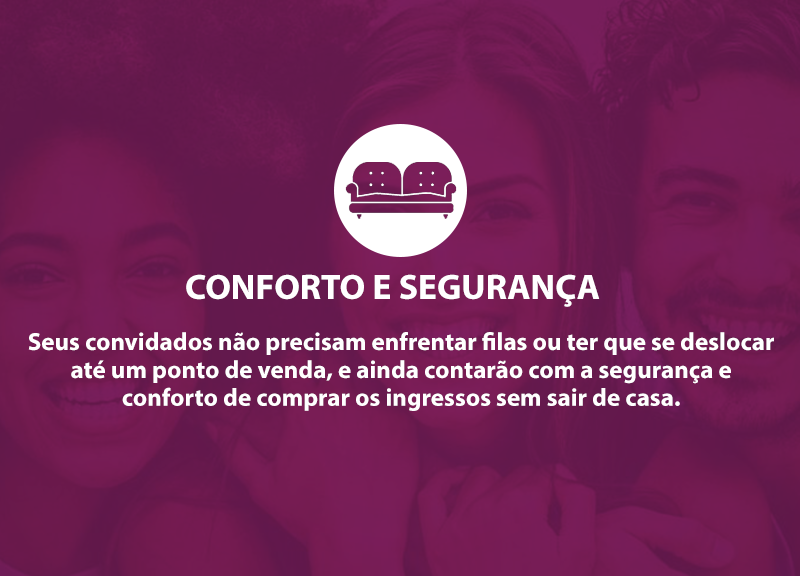 CONFORTO E SEGURANÇA
Seus convidados não precisam enfrentar filas ou ter que se deslocar
até um ponto de venda, e ainda contarão com a segurança e
conforto de comprar os ingressos sem sair de casa.